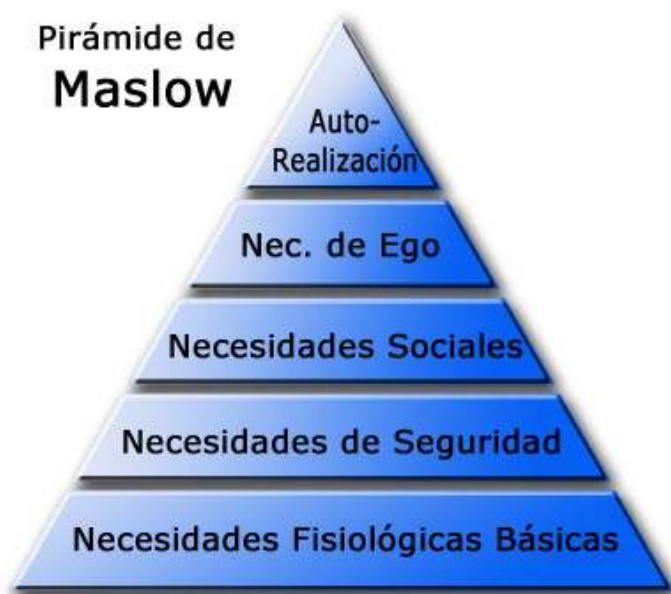 Pirámide de
Maslow
Auto-
Realización
Nec. de Ego
Necesidades Sociales
Necesidades de Seguridad
Necesidades Fisiológicas Básicas